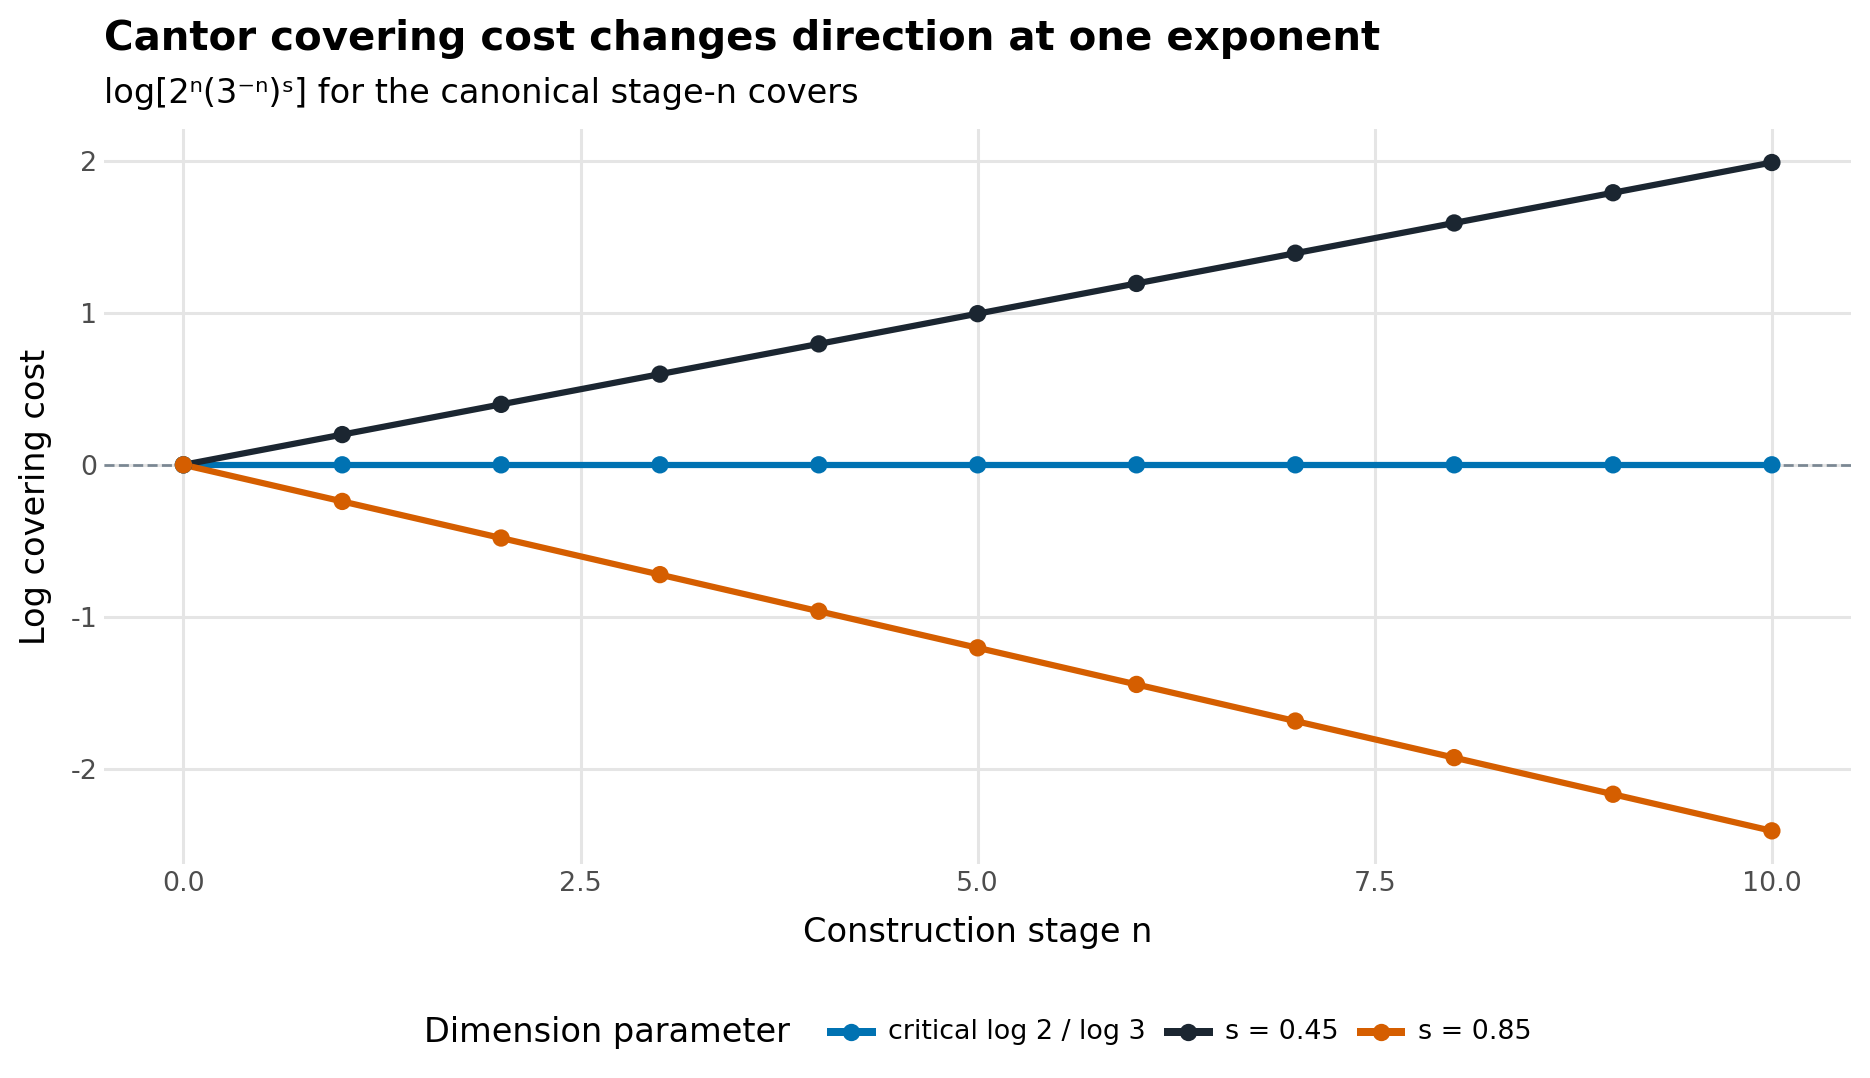 Cantor covering cost changes direction at one exponent
log[2ⁿ(3⁻ⁿ)ˢ] for the canonical stage-n covers
Log covering cost
2
1
0
-1
-2
0.0 2.5 5.0 7.5 10.0
Construction stage n
Dimension parameter critical log 2 / log 3 s = 0.45 s = 0.85